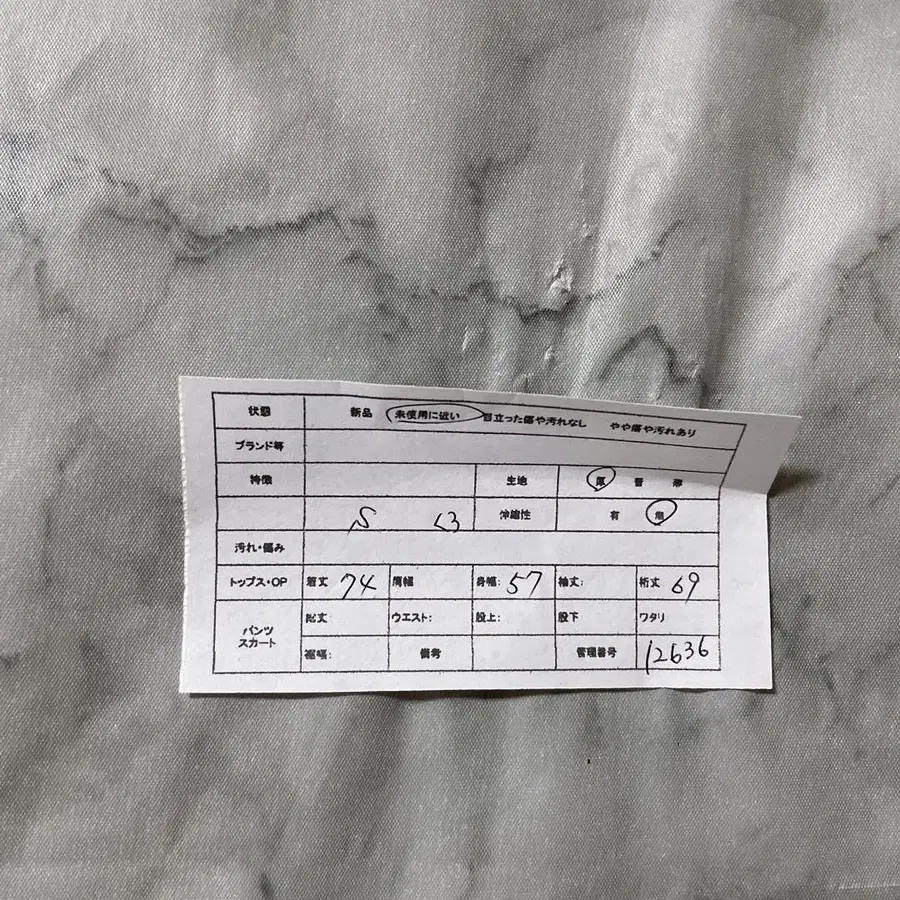 状態 新品 未使用に近い 目立った傷や汚れなし やや傷や汚れあり
ブランド等
特徴 生地 厚 普 薄
S くろ 伸縮性 有 無
汚れ・傷み
トップス・OP 着丈 74 肩幅 身幅: 57 袖丈: 裄丈 69
パンツ スカート 総丈 ウエスト: 股上: 股下 ワタリ
裾幅: 備考 管理番号 12636